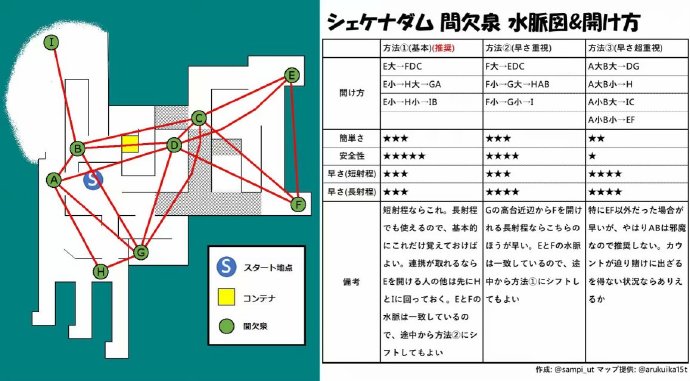 シェケナダム 間欠泉 水脈図&開け方
I
E
C
B
D
A
S
F
G
H
S スタート地点
コンテナ
間欠泉
方法①(基本)(推奨) 方法②(早さ重視) 方法③(早さ超重視)
開け方
E大→FDC F大→EDC A大B大→DG
E小→H大→GA F小→G大→HAB A大B小→H
E小→H小→IB F小→G小→I A小B大→IC
A小B小→EF
簡単さ ★★★ ★★★ ★★
安全性 ★★★★★ ★★★★ ★
早さ(短射程) ★★★ ★★★ ★★★★
早さ(長射程) ★★★ ★★★★ ★★★★
備考
短射程ならこれ。長射程
でも使えるので、基本的
にこれだけ覚えておけば
よい。連携が取れるなら
Eを開ける人の他は先にH
とIに回っておく。EとFの
水脈は一致しているの
で、途中から方法②にシ
フトしてもよい
Gの高台近辺からFを開け
れる長射程ならこちらの
ほうが早い。EとFの水脈
は一致しているので、途
中から方法①にシフトし
てもよい
特にEF以外だった場合が
早いが、やはりABは邪魔
なので推奨しない。カウ
ントが迫り賭けに出ざる
を得ない状況ならありえ
るか
作成: @sampi_ut マップ提供: @arukuika15t